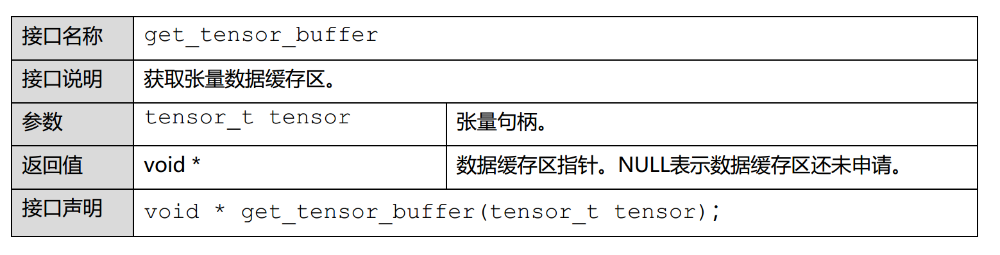 接口名称 get_tensor_buffer
接口说明 获取张量数据缓存区。
参数 tensor_t tensor 张量句柄。
返回值 void * 数据缓存区指针。NULL表示数据缓存区还未申请。
接口声明 void * get_tensor_buffer(tensor_t tensor);